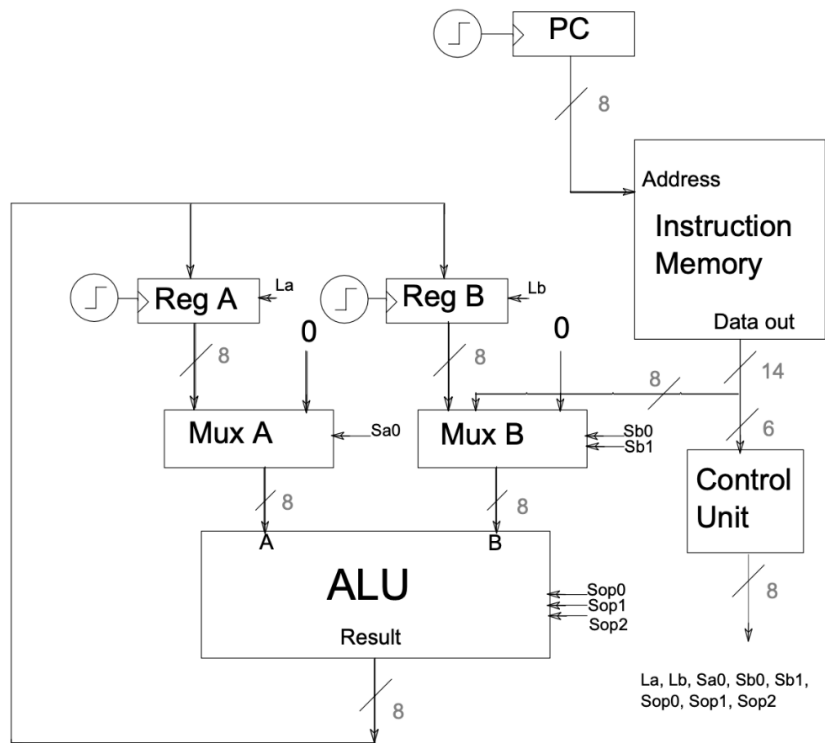 PC
8
Address
Instruction
Memory
Data out
14
8
6
Reg A
La
Reg B
Lb
8
0
8
0
Mux A
Sa0
Mux B
Sb0
Sb1
Control
Unit
8
8
8
A
B
ALU
Sop0
Sop1
Sop2
Result
8
La, Lb, Sa0, Sb0, Sb1,
Sop0, Sop1, Sop2